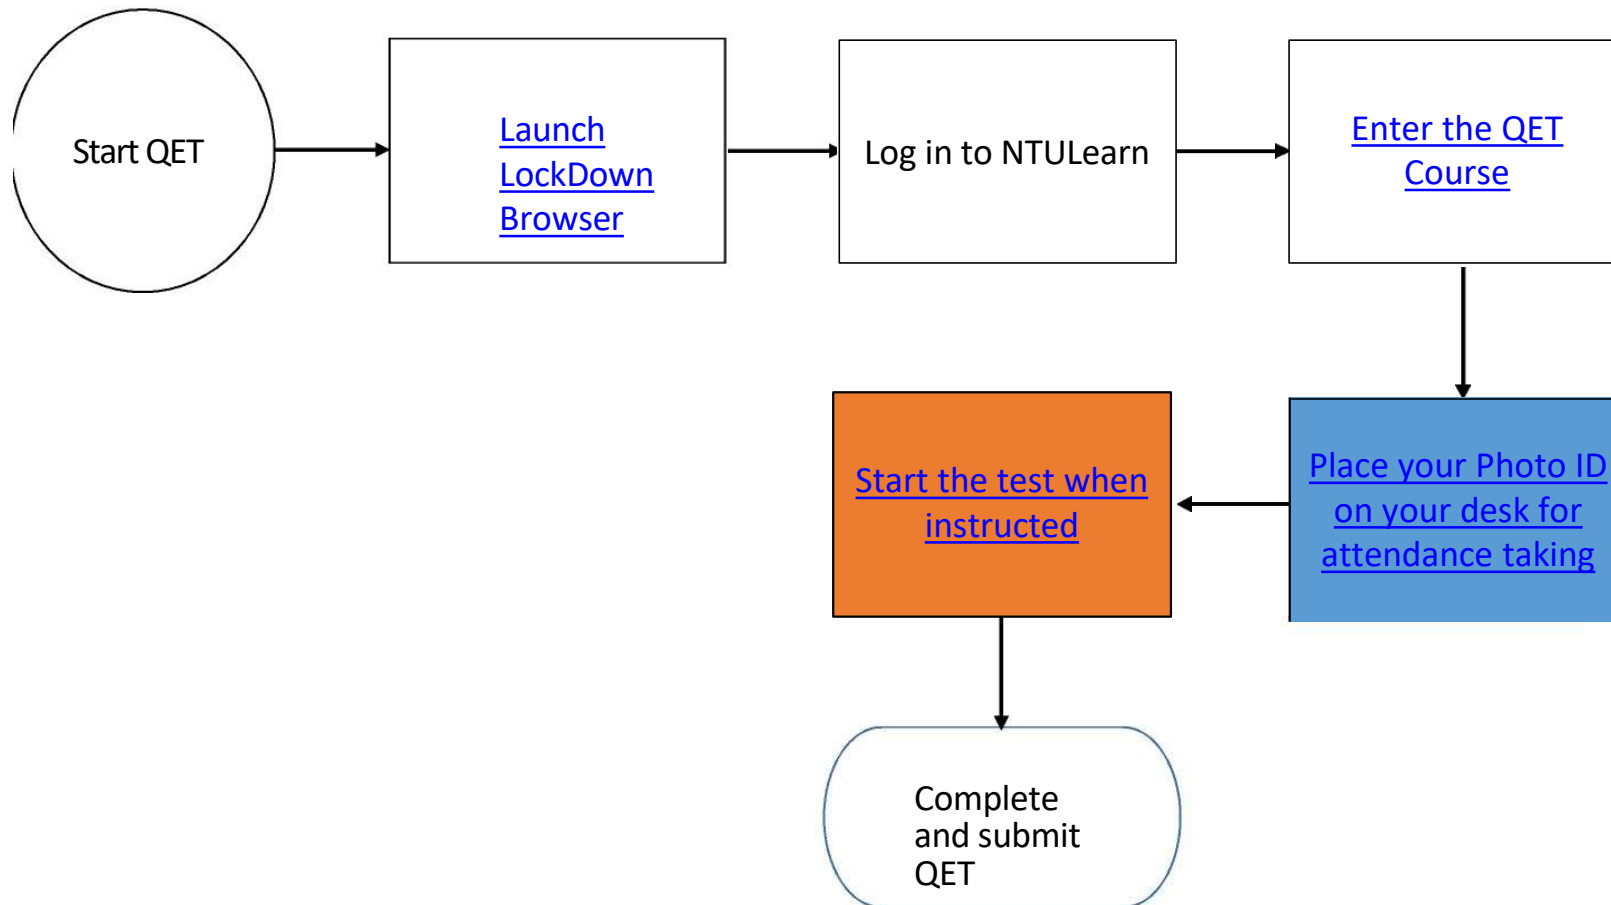 Start QET
Launch
LockDown
Browser
Log in to NTULearn
Enter the QET
Course
Place your Photo ID
on your desk for
attendance taking
Start the test when
instructed
Complete
and submit
QET